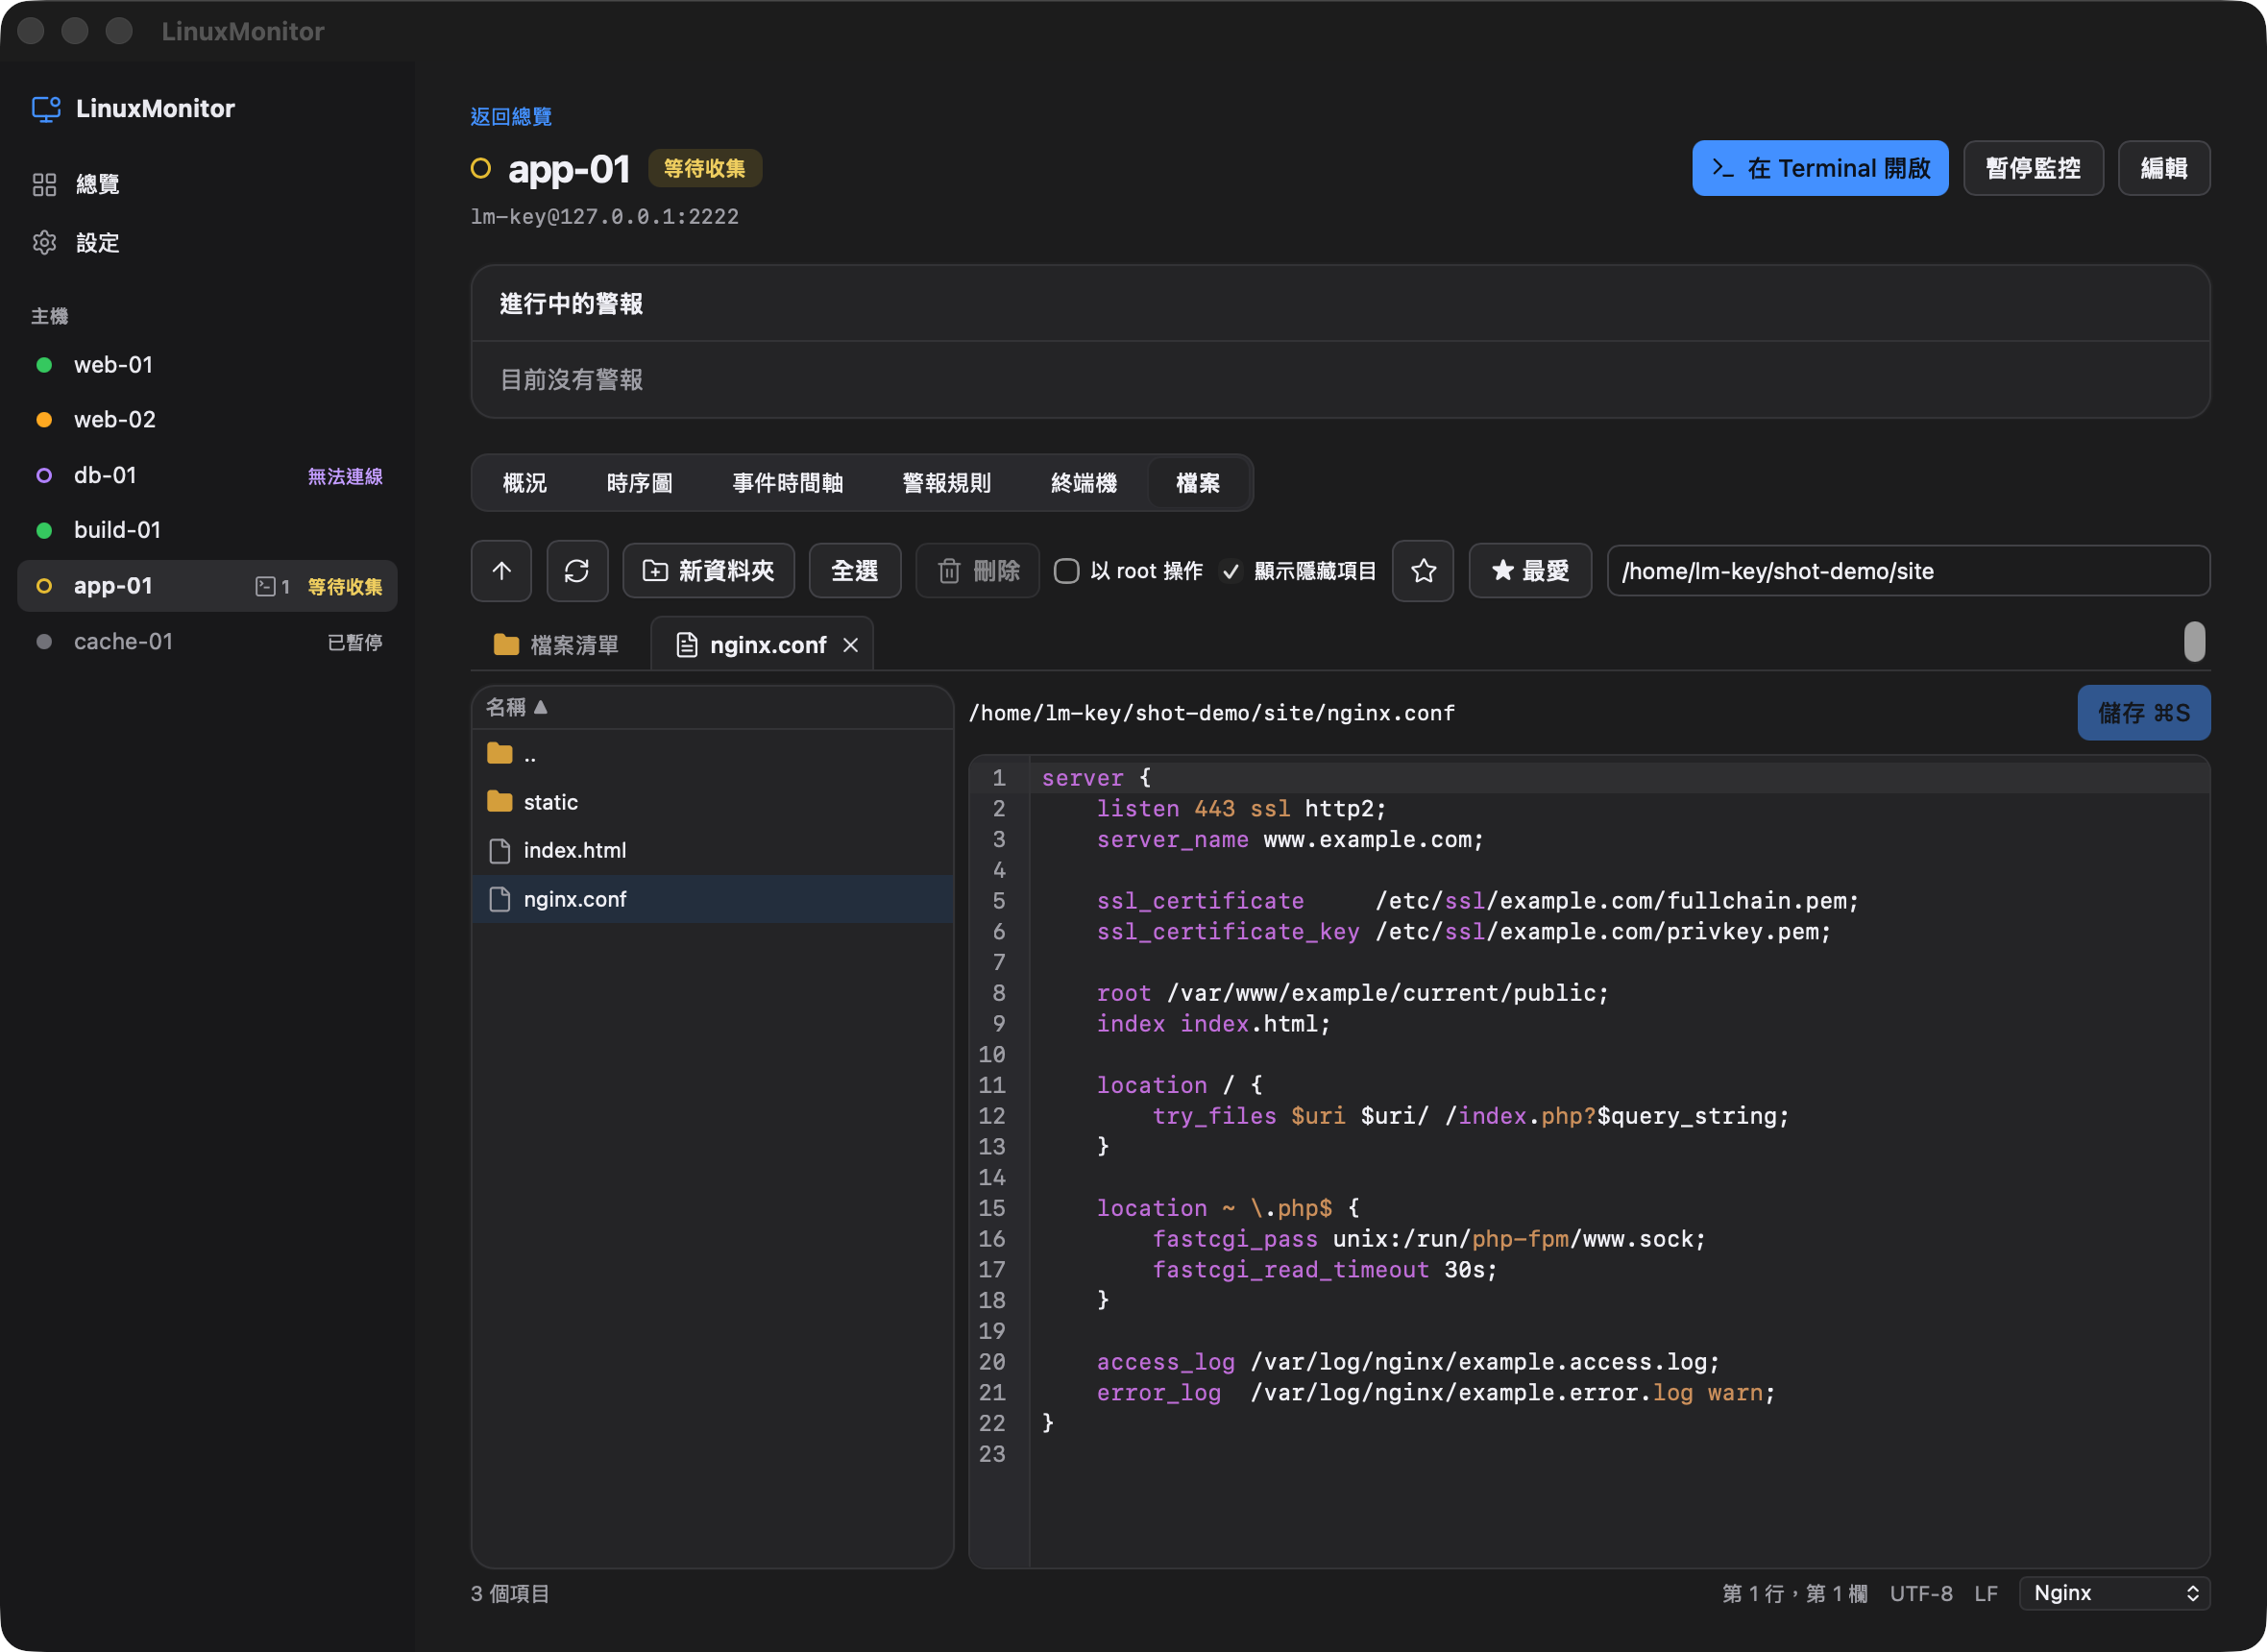 LinuxMonitor
LinuxMonitor
總覽
設定
主機
web-01
web-02
db-01 無法連線
build-01
app-01 1 等待收集
cache-01 已暫停
返回總覽
app-01 等待收集
lm-key@127.0.0.1:2222
>_ 在 Terminal 開啟 暫停監控 編輯
進行中的警報
目前沒有警報
概況 時序圖 事件時間軸 警報規則 終端機 檔案
新資料夾 全選 刪除 以 root 操作 顯示隱藏項目 ★ 最愛 /home/lm-key/shot-demo/site
檔案清單 nginx.conf
名稱 ▲
..
static
index.html
nginx.conf
3 個項目
/home/lm-key/shot-demo/site/nginx.conf 儲存 ⌘S
1 server {
2     listen 443 ssl http2;
3     server_name www.example.com;
4
5     ssl_certificate     /etc/ssl/example.com/fullchain.pem;
6     ssl_certificate_key /etc/ssl/example.com/privkey.pem;
7
8     root /var/www/example/current/public;
9     index index.html;
10
11     location / {
12         try_files $uri $uri/ /index.php?$query_string;
13     }
14
15     location ~ \.php$ {
16         fastcgi_pass unix:/run/php-fpm/www.sock;
17         fastcgi_read_timeout 30s;
18     }
19
20     access_log /var/log/nginx/example.access.log;
21     error_log  /var/log/nginx/example.error.log warn;
22 }
23
第 1 行，第 1 欄 UTF-8 LF Nginx